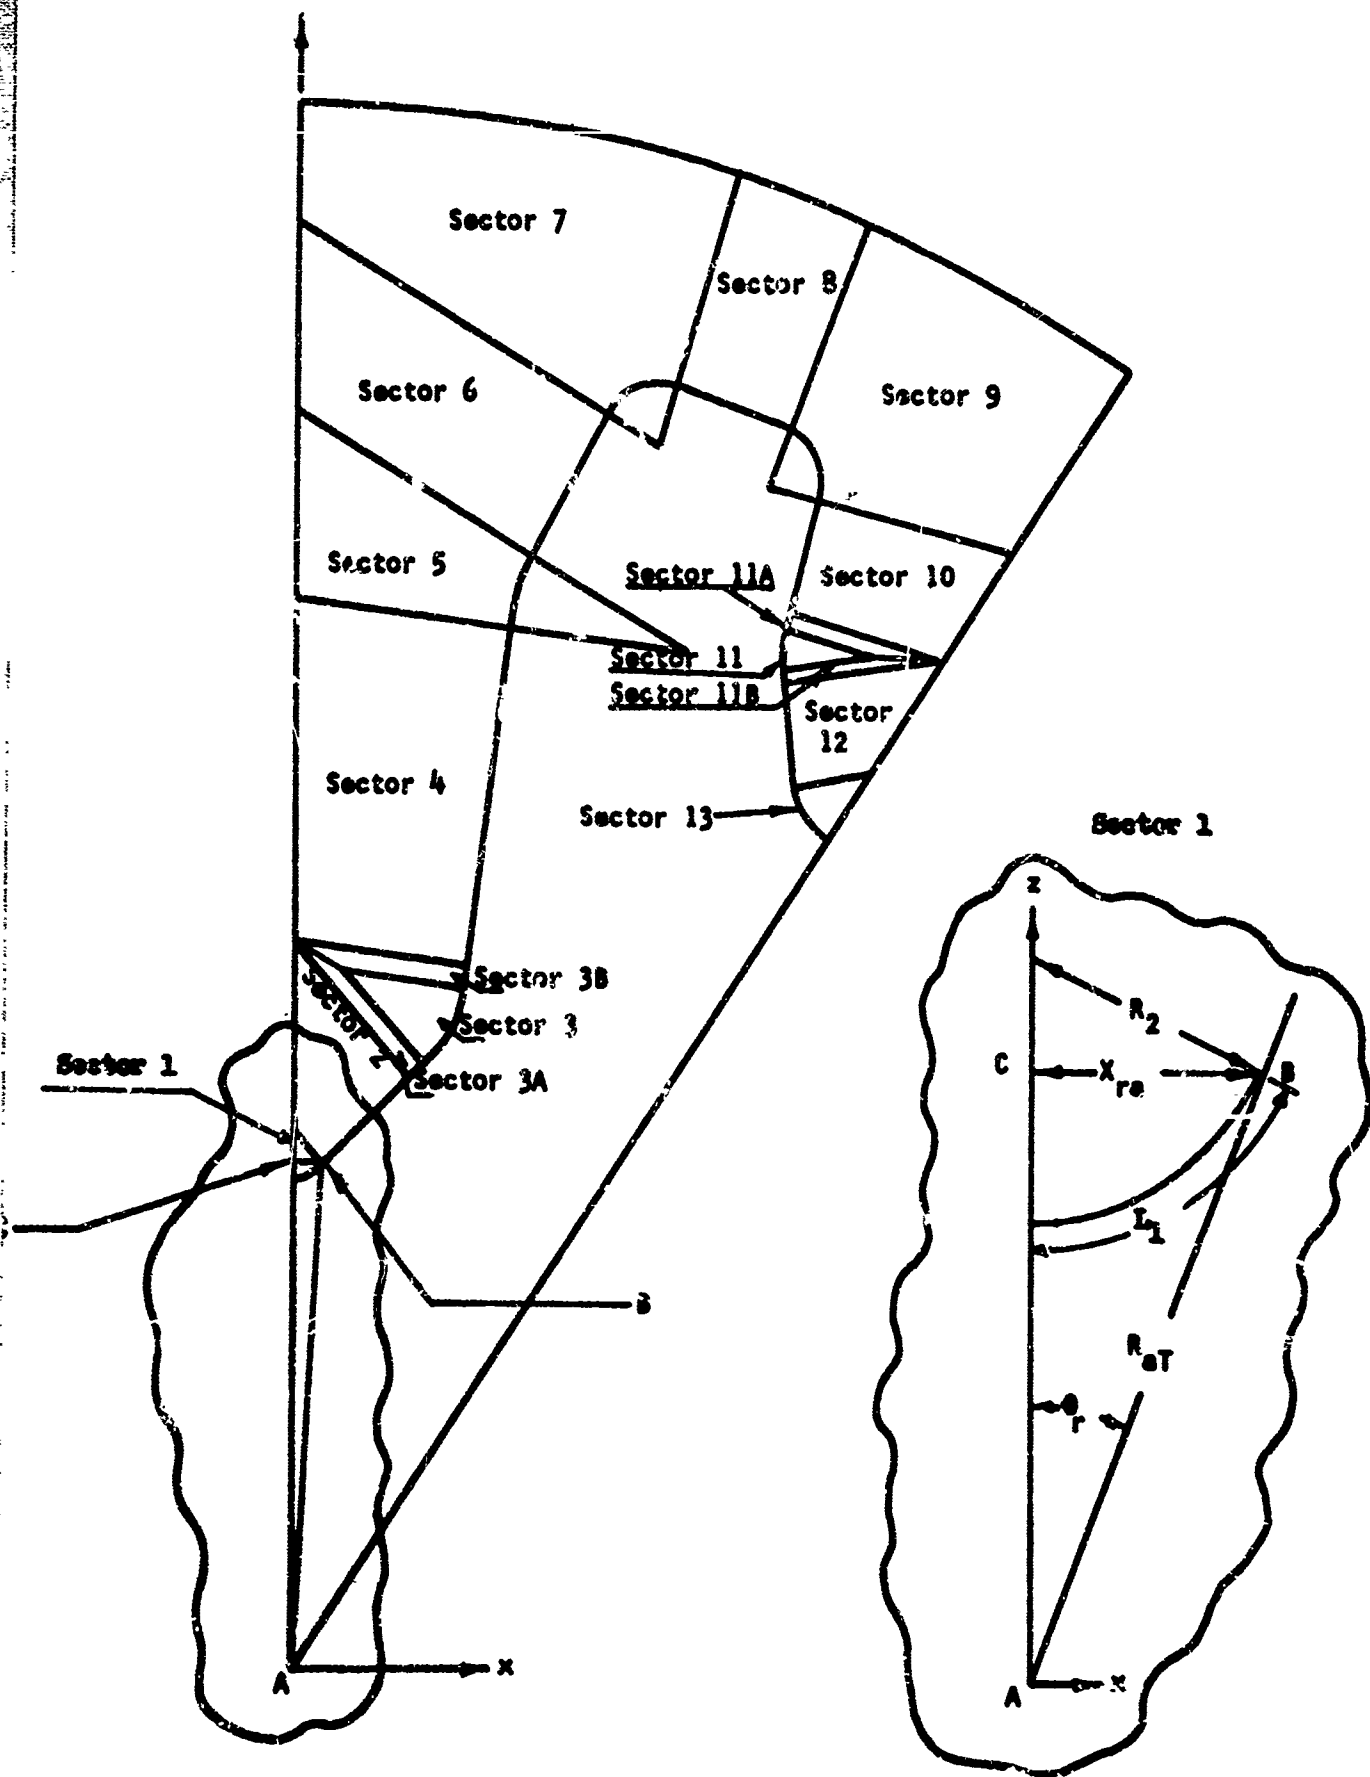 Sector 7
Sector 8
Sector 6
Sector 9
Sector 5
Sector 11A
Sector 10
Sector 11
Sector 11B
Sector
12
Sector 4
Sector 13
Sector 3B
Sector 2
Sector 3
Sector 1
Sector 3A
B
A
x
Sector 1
z
R2
C
Xre
B
L1
ReT
θr
A
x